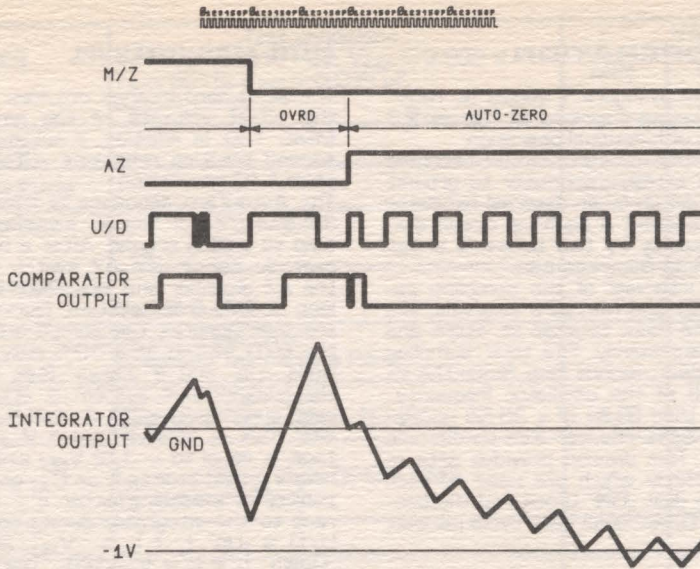 M/Z
OVRD
AUTO-ZERO
AZ
U/D
COMPARATOR
OUTPUT
INTEGRATOR
OUTPUT
GND
-1V